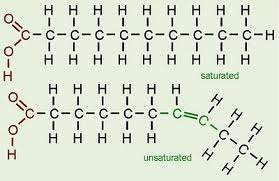 H H H H H H H H H H
O C C C C C C C C C C C H
O H H H H H H H H H H
H
saturated
H H H H H H H
O C C C C C C C C
O H H H H H C H
H H C H
unsaturated H